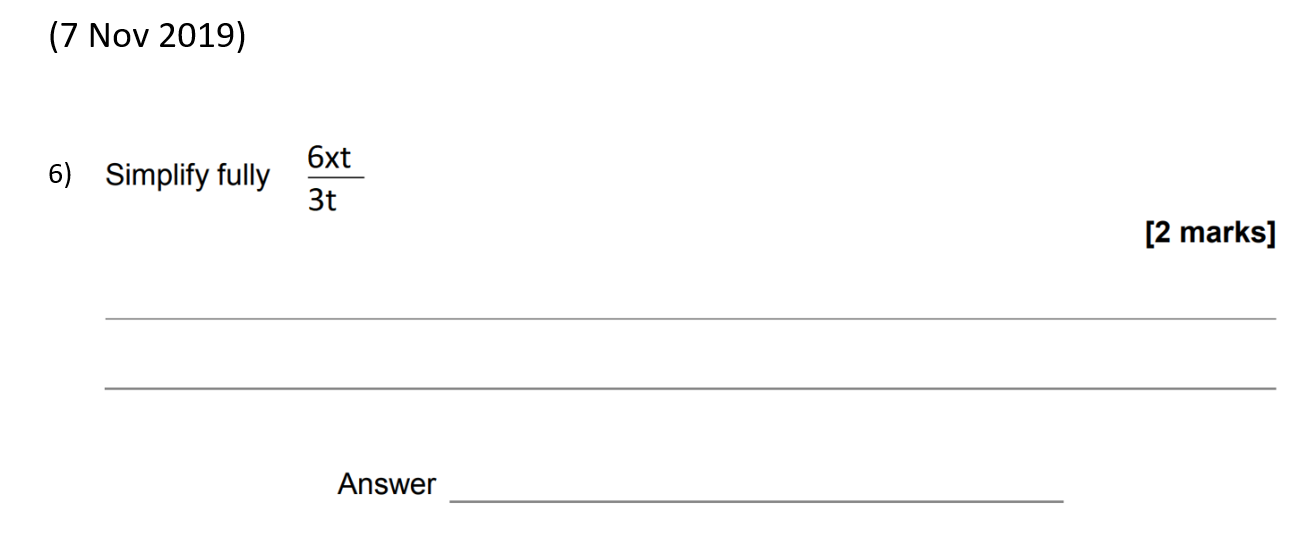 (7 Nov 2019)
6) Simplify fully 6xt
3t
[2 marks]
Answer